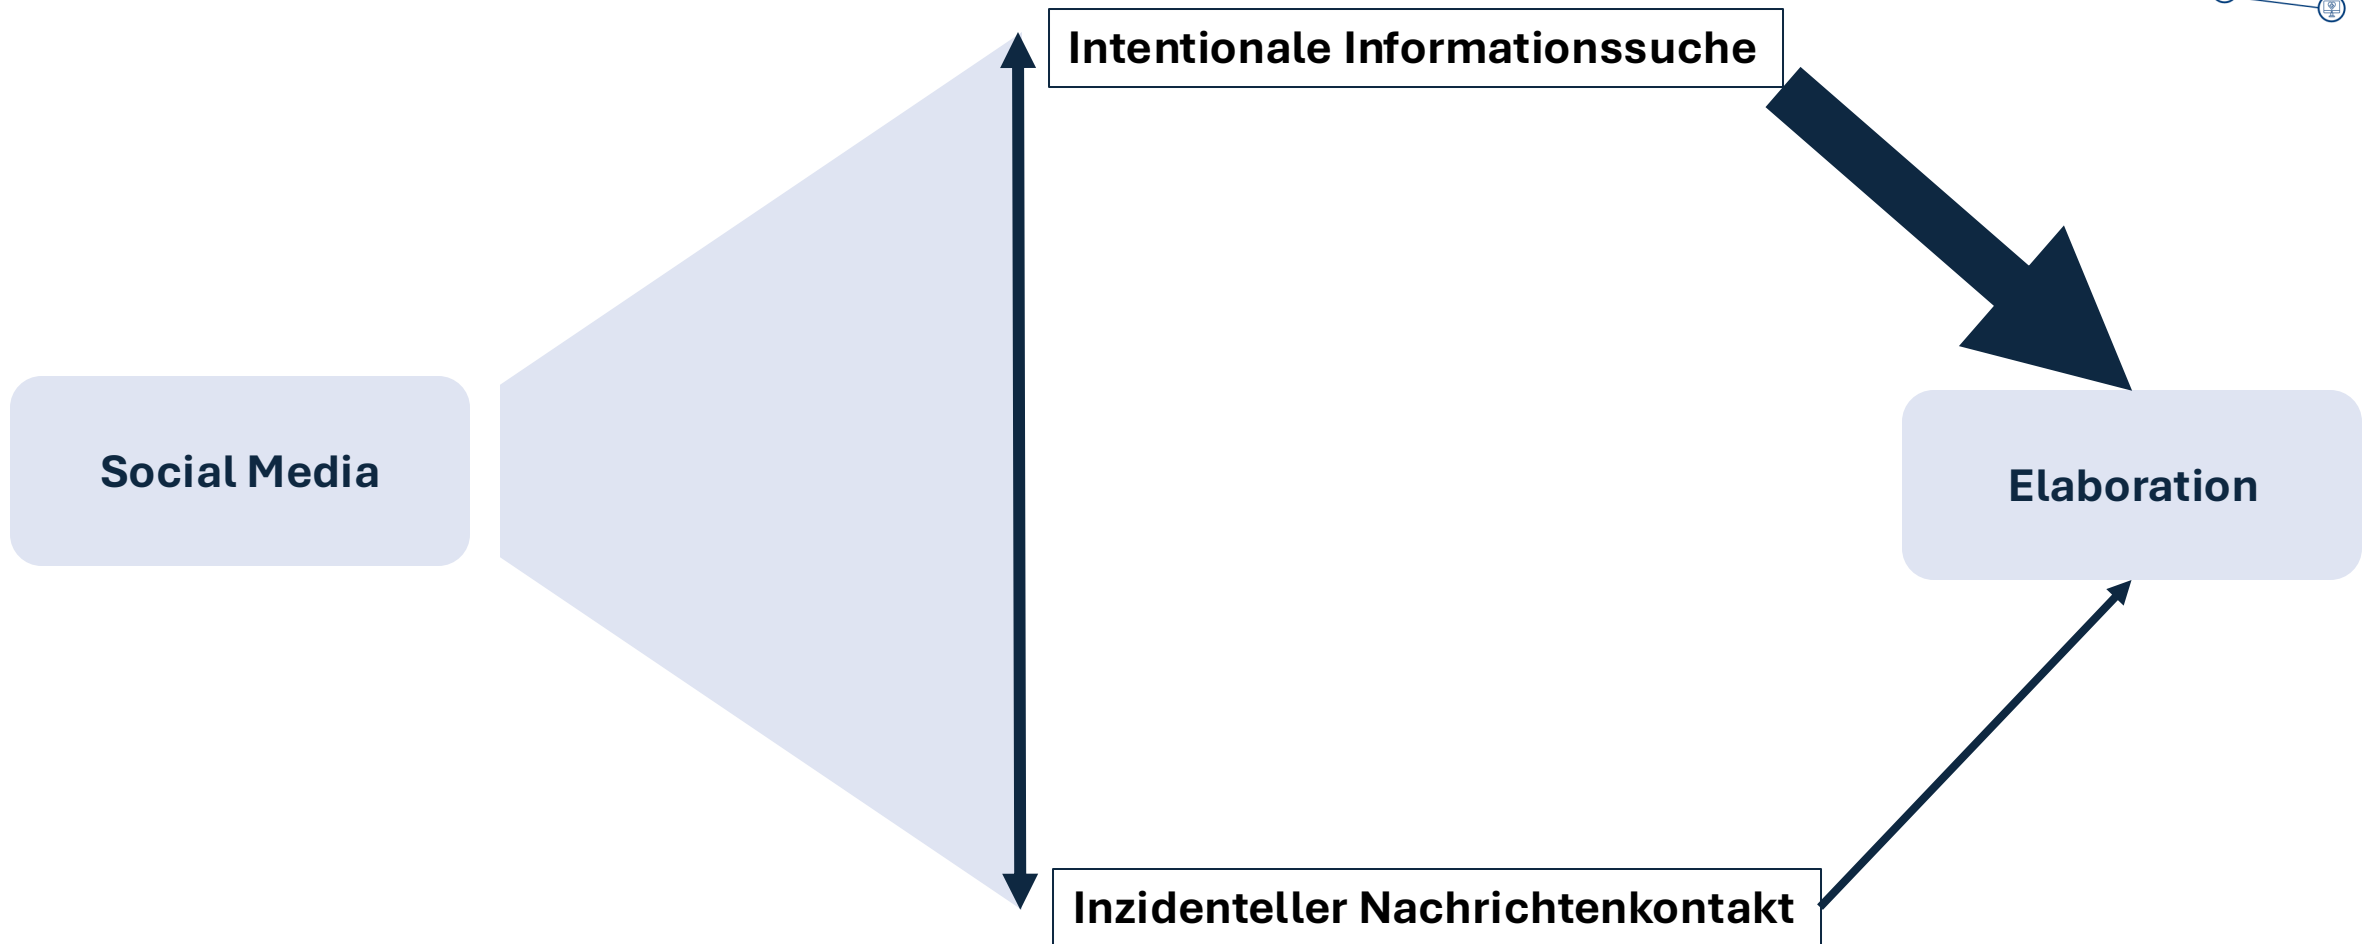 Intentionale Informationssuche
Social Media
Elaboration
Inzidenteller Nachrichtenkontakt